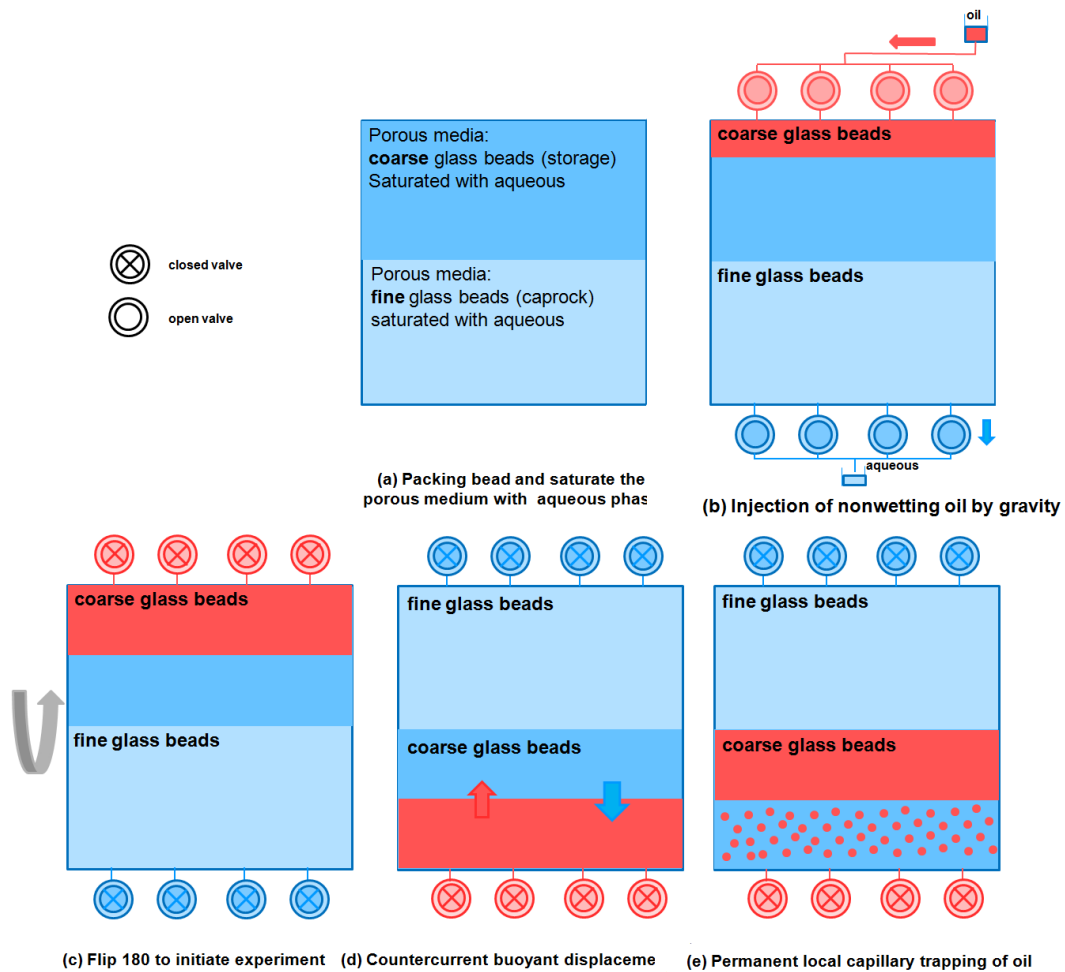 oil
coarse glass beads
Porous media:
coarse glass beads (storage)
Saturated with aqueous
closed valve
Porous media:
fine glass beads (caprock)
saturated with aqueous
fine glass beads
open valve
aqueous
(a) Packing bead and saturate the
porous medium with aqueous phas
(b) Injection of nonwetting oil by gravity
coarse glass beads
fine glass beads
fine glass beads
coarse glass beads
fine glass beads
coarse glass beads
(c) Flip 180 to initiate experiment
(d) Countercurrent buoyant displaceme
(e) Permanent local capillary trapping of oil